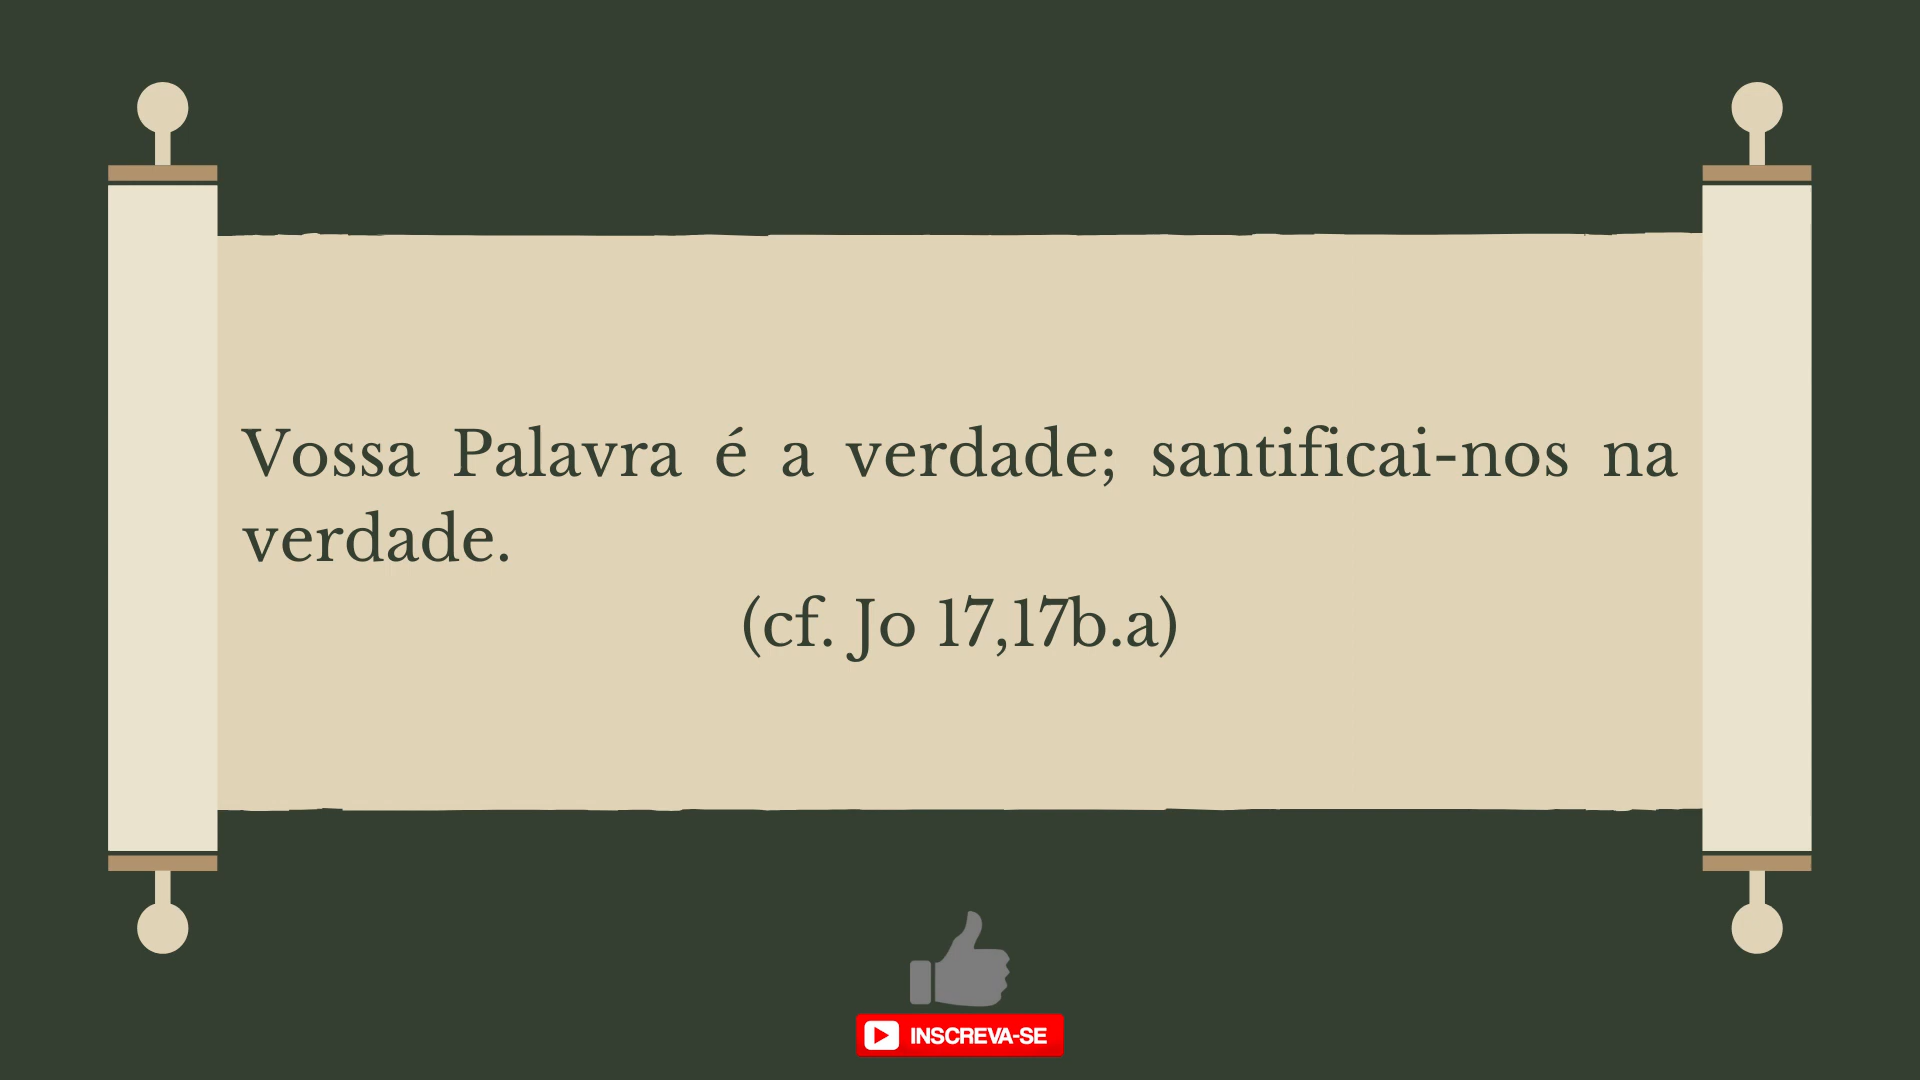 Vossa Palavra é a verdade; santificai-nos na
verdade.
(cf. Jo 17,17b.a)
INSCREVA-SE